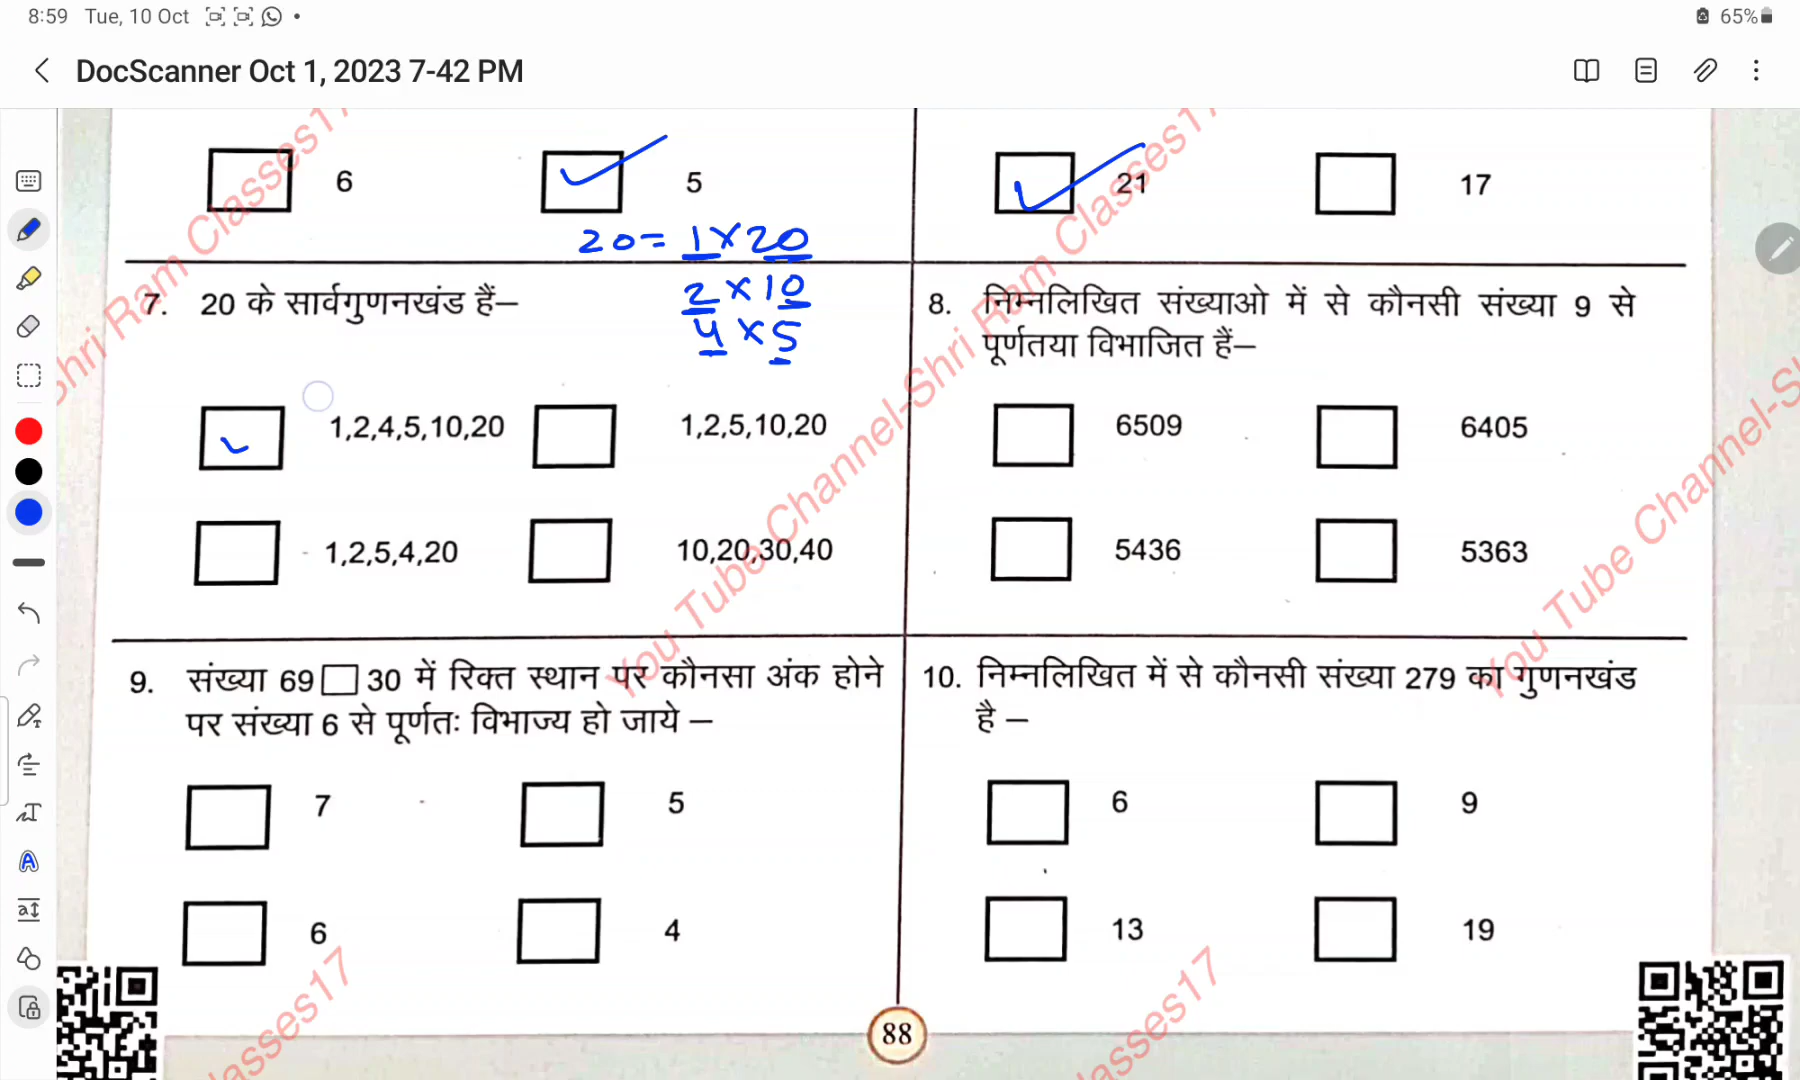 8:59 Tue, 10 Oct
65%
DocScanner Oct 1, 2023 7-42 PM
6
5
21
17
20 = 1 × 20
2 × 10
4 × 5
7. 20 के सार्वगुणनखंड हैं–
1,2,4,5,10,20
1,2,5,10,20
1,2,5,4,20
10,20,30,40
8. निम्नलिखित संख्याओ में से कौनसी संख्या 9 से
पूर्णतया विभाजित हैं–
6509
6405
5436
5363
9. संख्या 69 □ 30 में रिक्त स्थान पर कौनसा अंक होने
पर संख्या 6 से पूर्णतः विभाज्य हो जाये –
7
5
6
4
10. निम्नलिखित में से कौनसी संख्या 279 का गुणनखंड
है –
6
9
13
19
88
Shri Ram Classes17
You Tube Channel-Shri Ram Classes17
You Tube Channel-S
asses17
asses17